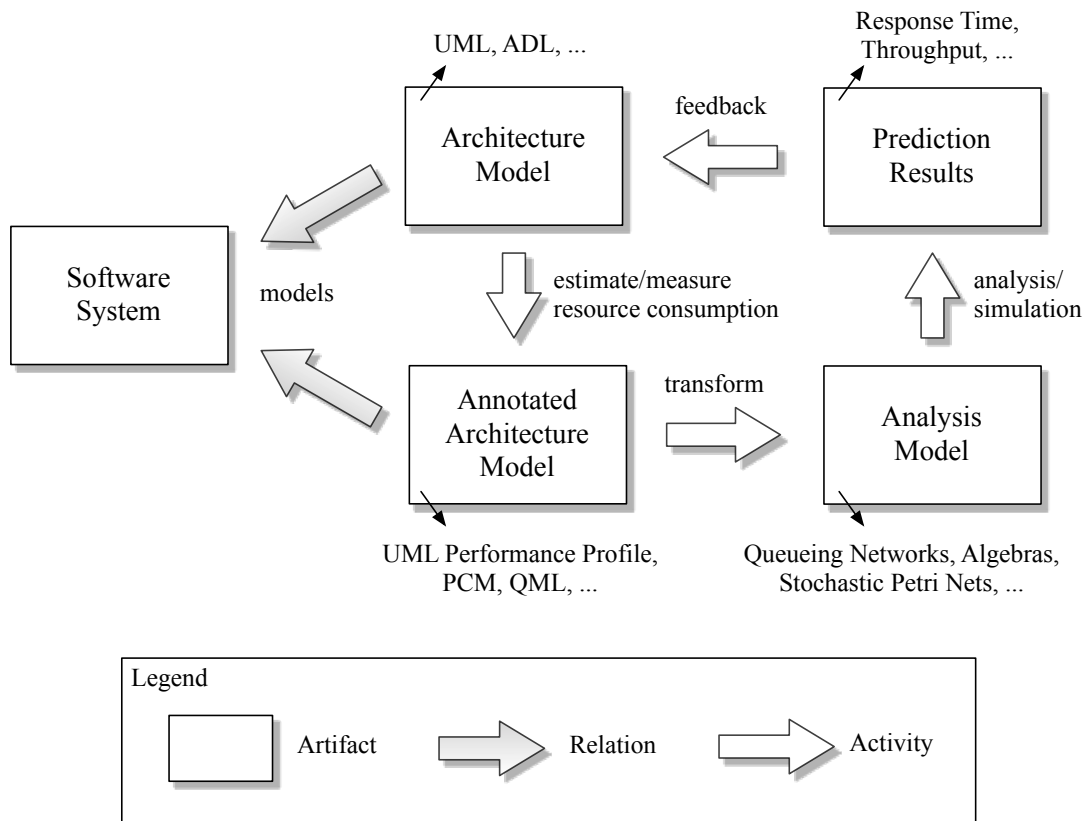 UML, ADL, ...
Response Time,
Throughput, ...
Architecture
Model
feedback
Prediction
Results
Software
System
models
estimate/measure
resource consumption
analysis/
simulation
Annotated
Architecture
Model
transform
Analysis
Model
UML Performance Profile,
PCM, QML, ...
Queueing Networks, Algebras,
Stochastic Petri Nets, ...
Legend
Artifact
Relation
Activity